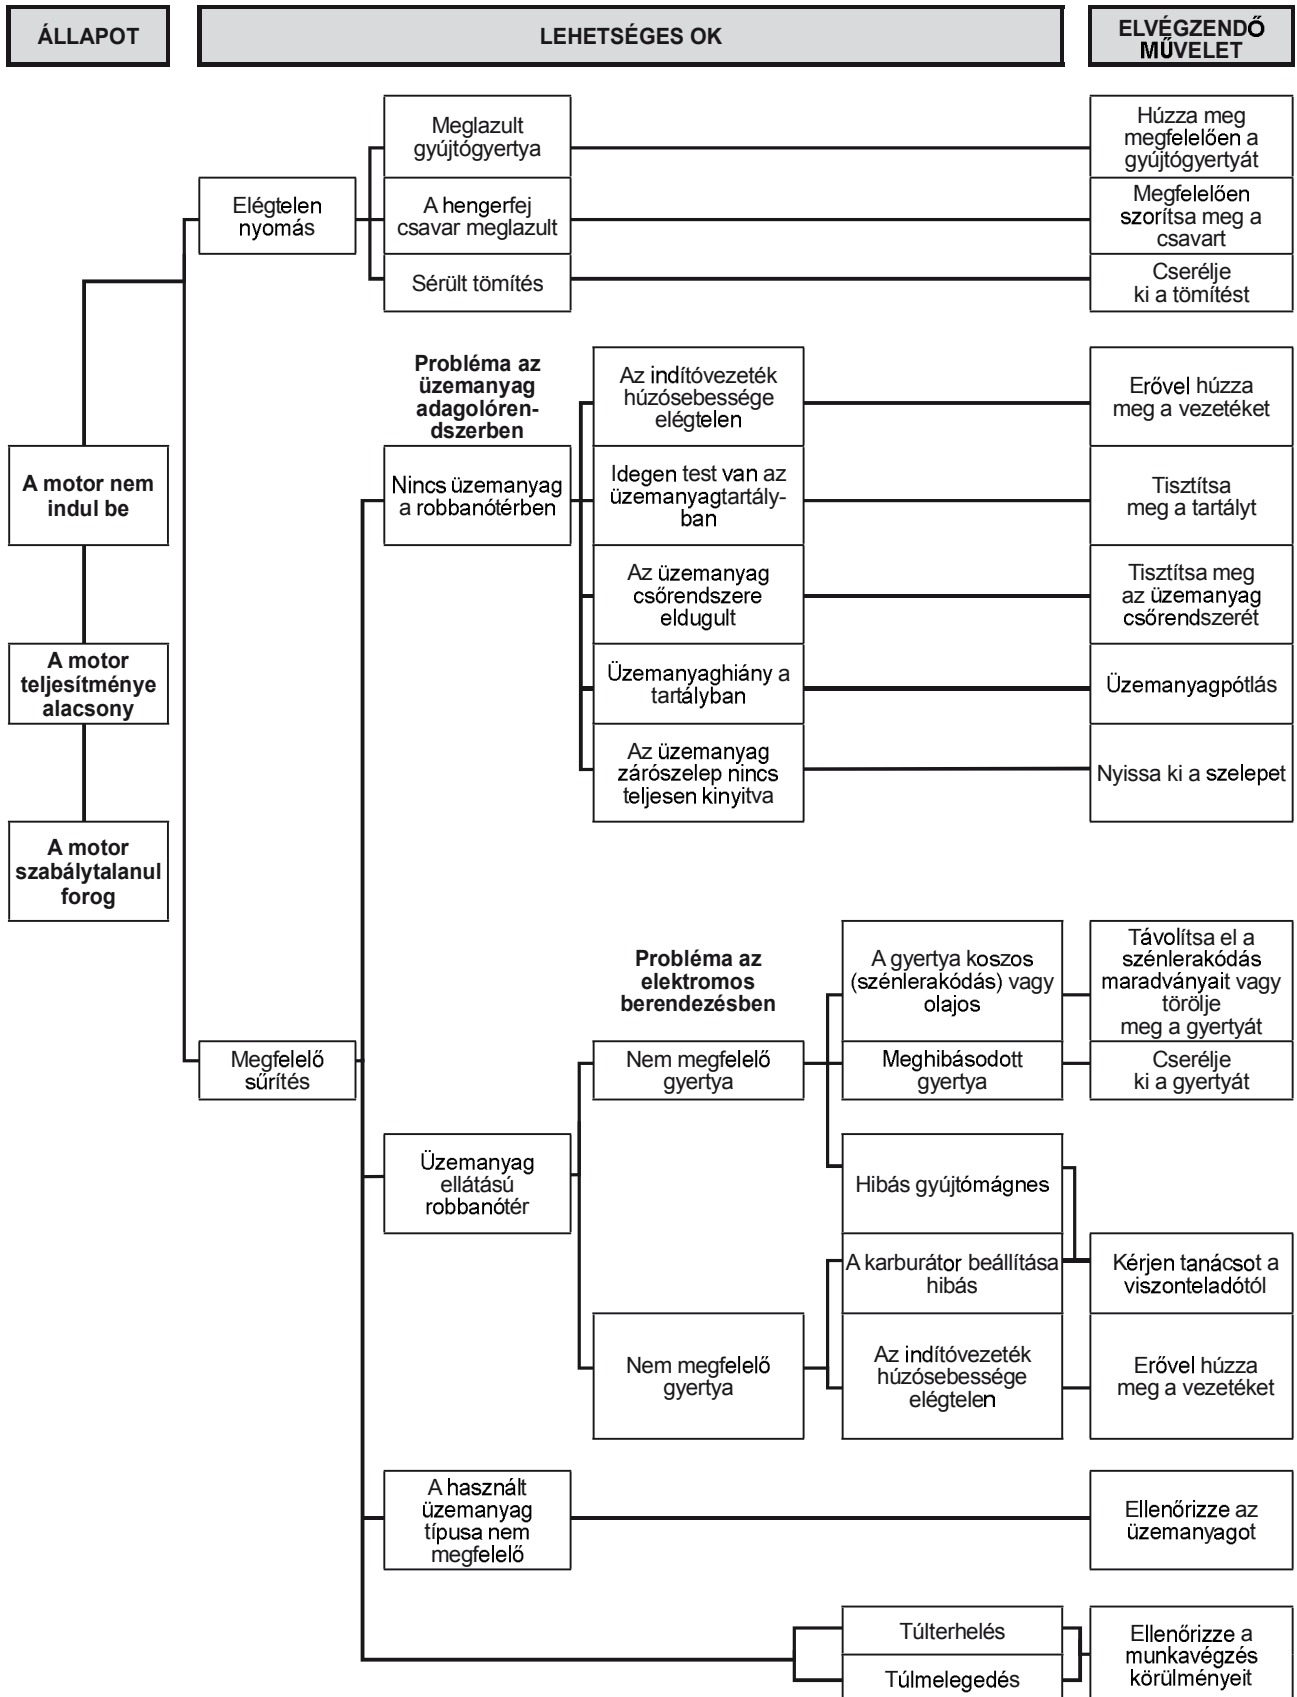 ÁLLAPOT
LEHETSÉGES OK
ELVÉGZENDŐ
MŰVELET
Meglazult
gyújtógyertya
Húzza meg
megfelelően a
gyújtógyertyát
Elégtelen
nyomás
A hengerfej
csavar meglazult
Megfelelően
szorítsa meg a
csavart
Sérült tömítés
Cserélje
ki a tömítést
Probléma az
üzemanyag
adagolóren-
dszerben
Az indítóvezeték
húzósebessége
elégtelen
Erővel húzza
meg a vezetéket
A motor nem
indul be
Nincs üzemanyag
a robbanótérben
Idegen test van az
üzemanyagtartály-
ban
Tisztítsa
meg a tartályt
Az üzemanyag
csőrendszere
eldugult
Tisztítsa meg
az üzemanyag
csőrendszerét
A motor
teljesítménye
alacsony
Üzemanyaghiány a
tartályban
Üzemanyagpótlás
Az üzemanyag
zárószelep nincs
teljesen kinyitva
Nyissa ki a szelepet
A motor
szabálytalanul
forog
Probléma az
elektromos
berendezésben
A gyertya koszos
(szénlerakódás) vagy
olajos
Távolítsa el a
szénlerakódás
maradványait vagy
törölje
meg a gyertyát
Megfelelő
sűrítés
Nem megfelelő
gyertya
Meghibásodott
gyertya
Cserélje
ki a gyertyát
Üzemanyag
ellátású
robbanótér
Hibás gyújtómágnes
A karburátor beállítása
hibás
Kérjen tanácsot a
viszonteladótól
Nem megfelelő
gyertya
Az indítóvezeték
húzósebessége
elégtelen
Erővel húzza
meg a vezetéket
A használt
üzemanyag
típusa nem
megfelelő
Ellenőrizze az
üzemanyagot
Túlterhelés
Túlmelegedés
Ellenőrizze a
munkavégzés
körülményeit